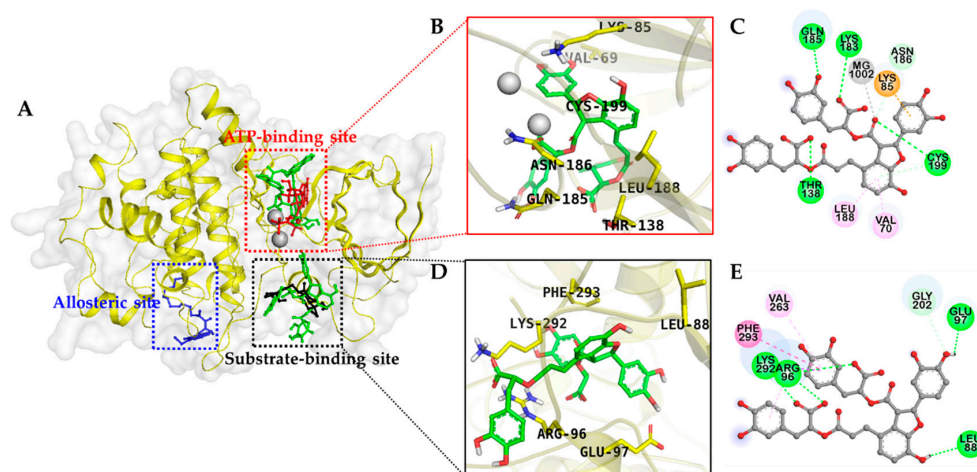 A
ATP-binding site
Allosteric site
Substrate-binding site
B
LYS-85
VAL-69
CYS-199
ASN-186
GLN-185
LEU-188
THR-138
C
GLN
185
LYS
183
ASN
186
MG
1002
LYS
85
CYS
199
THR
138
LEU
188
VAL
70
D
PHE-293
LYS-292
LEU-88
ARG-96
GLU-97
E
VAL
263
GLY
202
GLU
97
PHE
293
LYS
292
ARG
96
LEU
88